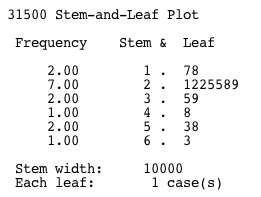 31500 Stem-and-Leaf Plot
Frequency Stem & Leaf
2.00 1 . 78
7.00 2 . 1225589
2.00 3 . 59
1.00 4 . 8
2.00 5 . 38
1.00 6 . 3
Stem width: 10000
Each leaf: 1 case(s)